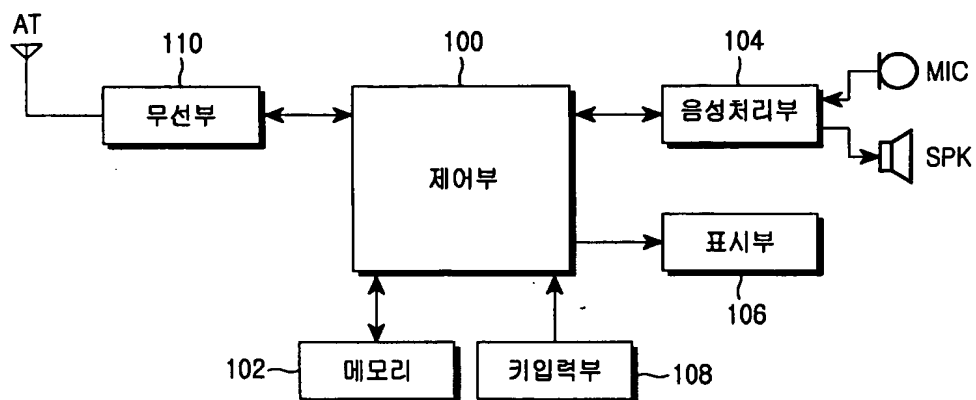 AT
110
100
104
무선부
제어부
음성처리부
MIC
SPK
표시부
106
102
메모리
키입력부
108